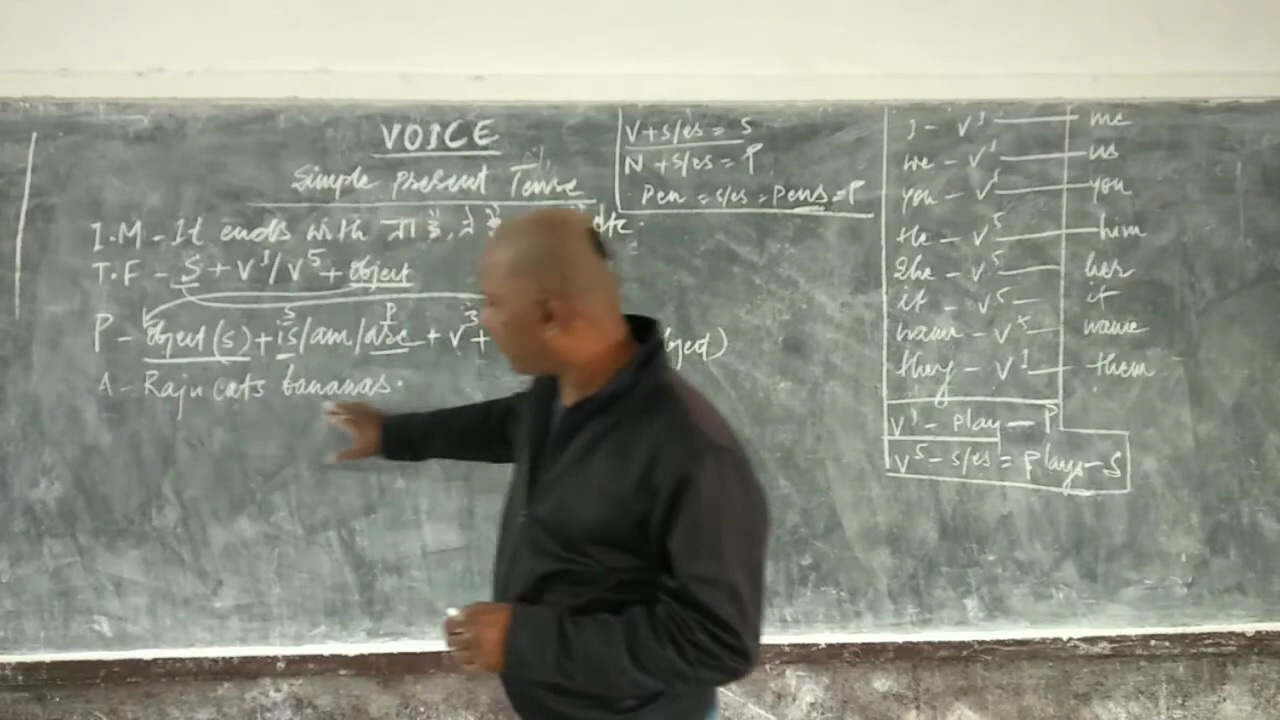 VOICE
Simple Present Tense
I.M - It ends with ता है, ते etc.
T.F - S + V¹/V⁵ + object
S P
P - object(s) + is/am/are + V³ + object)
A - Raju eats bananas.
V+s/es = S
N+s/es = P
Pen = s/es = Pens = P
I - V¹ me
we - V¹ us
you - V¹ you
He - V⁵ him
She - V⁵ her
it - V⁵ it
name - V⁵ name
they - V¹ them
V¹ - play - P
V⁵ - s/es = plays - S